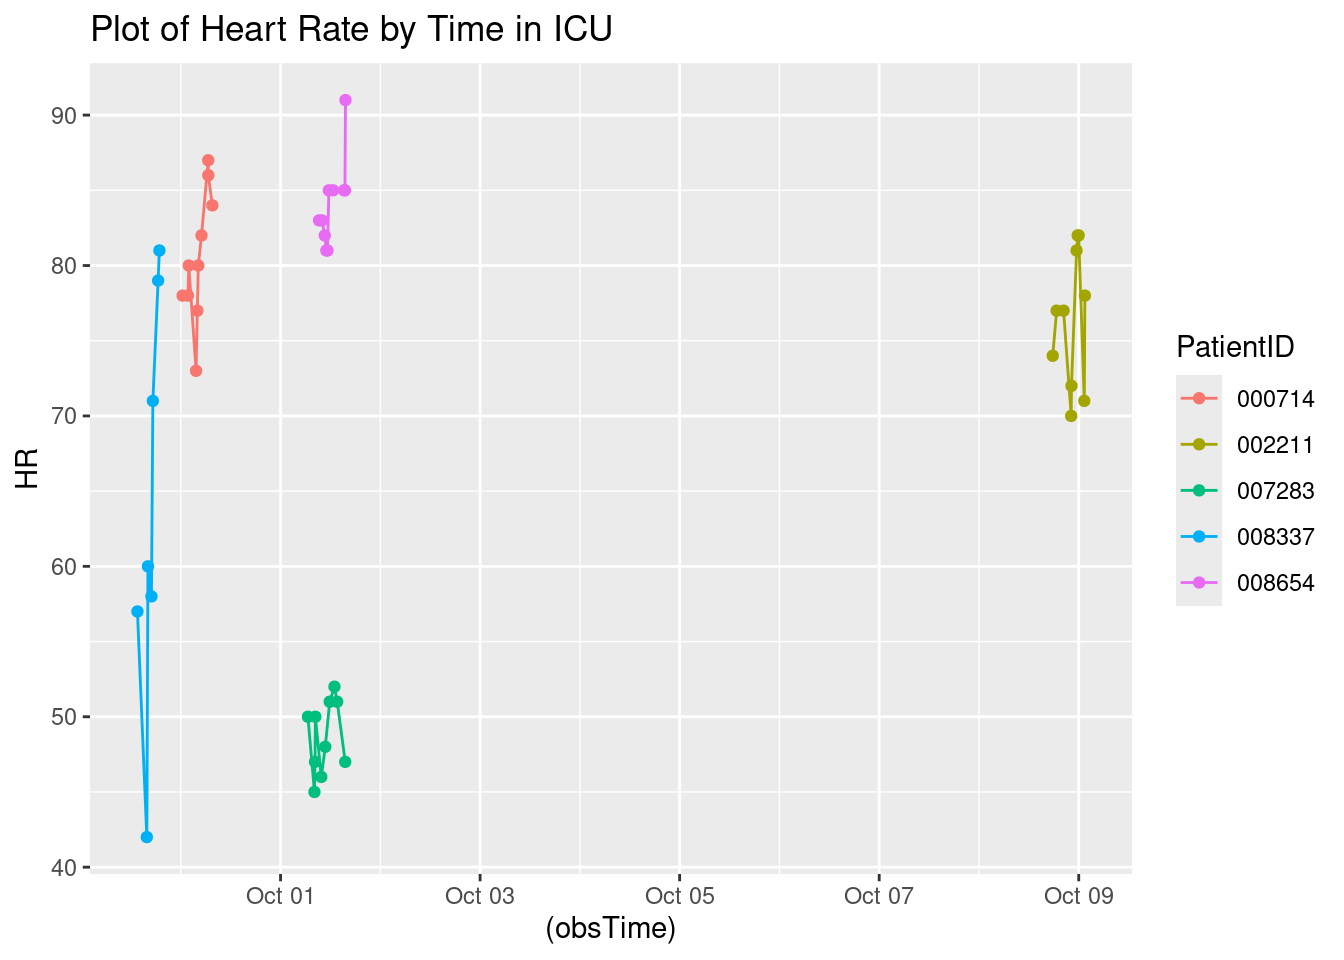 Plot of Heart Rate by Time in ICU
90
80
70
60
50
40
HR
Oct 01
Oct 03
Oct 05
Oct 07
Oct 09
(obsTime)
PatientID
000714
002211
007283
008337
008654